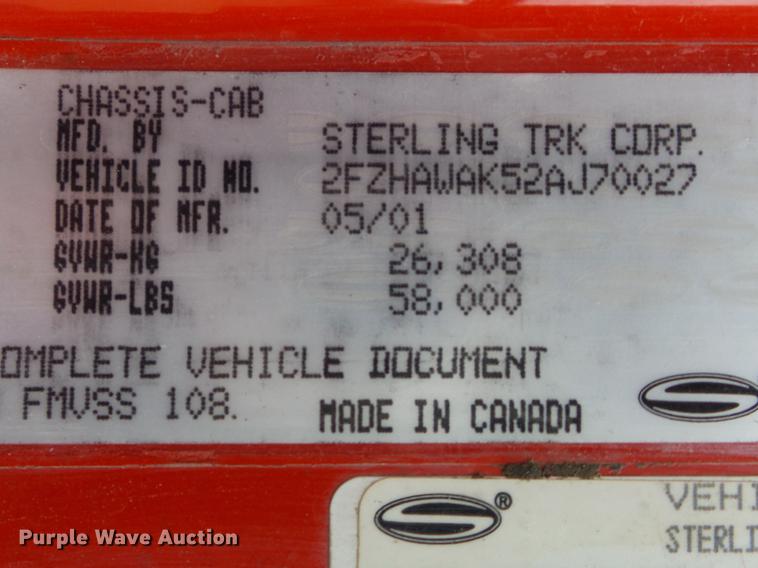 CHASSIS-CAB
MFD. BY STERLING TRK CORP.
VEHICLE ID NO. 2FZHAWAK52AJ70027
DATE OF MFR. 05/01
GVWR-KG 26,308
GVWR-LBS 58,000
OMPLETE VEHICLE DOCUMENT
FMVSS 108.
MADE IN CANADA
®
VEHI
STERLI
Purple Wave Auction